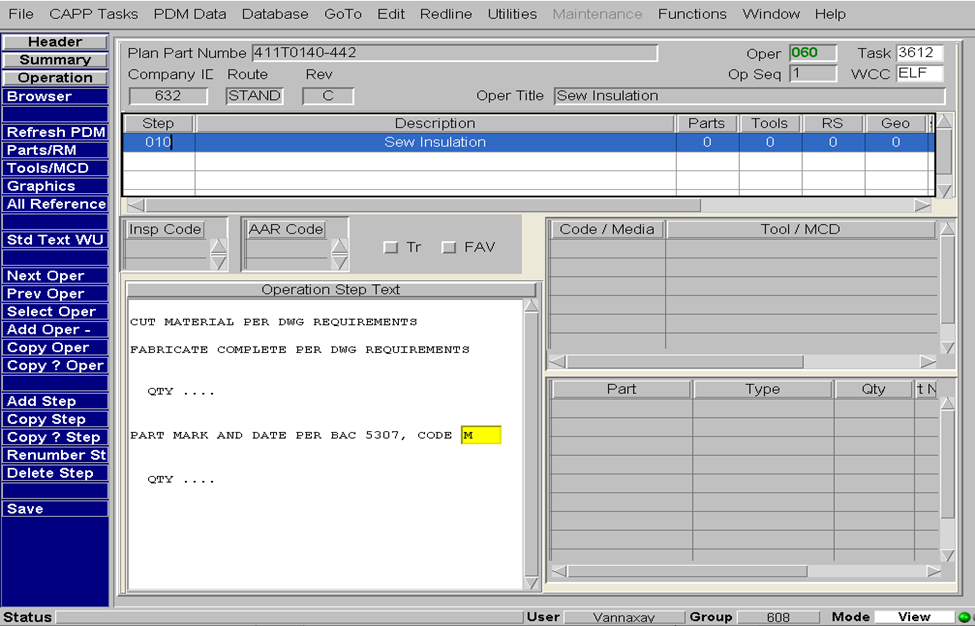 File CAPP Tasks PDM Data Database GoTo Edit Redline Utilities Maintenance Functions Window Help
Header
Summary
Operation
Browser
Refresh PDM
Parts/RM
Tools/MCD
Graphics
All Reference
Std Text WU
Next Oper
Prev Oper
Select Oper
Add Oper -
Copy Oper
Copy ? Oper
Add Step
Copy Step
Copy ? Step
Renumber St
Delete Step
Save
Plan Part Numbe 411T0140-442 Oper 060 Task 3612
Company ID Route Rev Op Seq 1 WCC ELF
632 STAND C Oper Title Sew Insulation
Step Description Parts Tools RS Geo
010 Sew Insulation 0 0 0 0
Insp Code AAR Code Tr FAV
Code / Media Tool / MCD
Operation Step Text
CUT MATERIAL PER DWG REQUIREMENTS
FABRICATE COMPLETE PER DWG REQUIREMENTS
QTY ....
PART MARK AND DATE PER BAC 5307, CODE M
QTY ....
Part Type Qty t N
Status User Vannaxay Group 608 Mode View